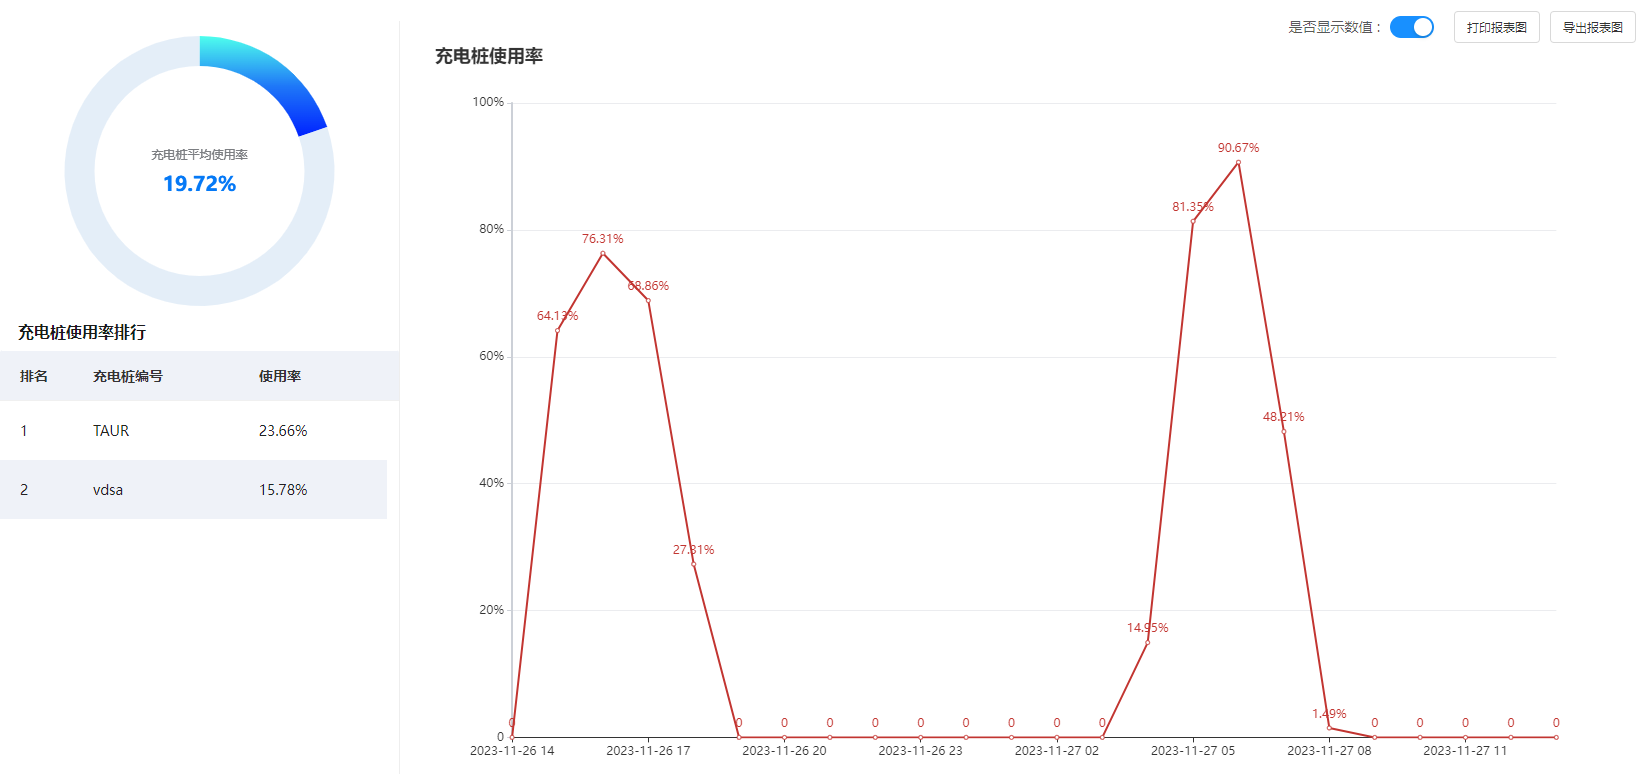 是否显示数值：
打印报表图
导出报表图
充电桩平均使用率
19.72%
充电桩使用率排行
排名 充电桩编号 使用率
1 TAUR 23.66%
2 vdsa 15.78%
充电桩使用率
100%
80%
60%
40%
20%
0
0
64.13%
76.31%
68.86%
27.31%
0 0 0 0 0 0 0 0 0
14.95%
81.35%
90.67%
48.21%
1.49%
0 0 0 0 0
2023-11-26 14 2023-11-26 17 2023-11-26 20 2023-11-26 23 2023-11-27 02 2023-11-27 05 2023-11-27 08 2023-11-27 11